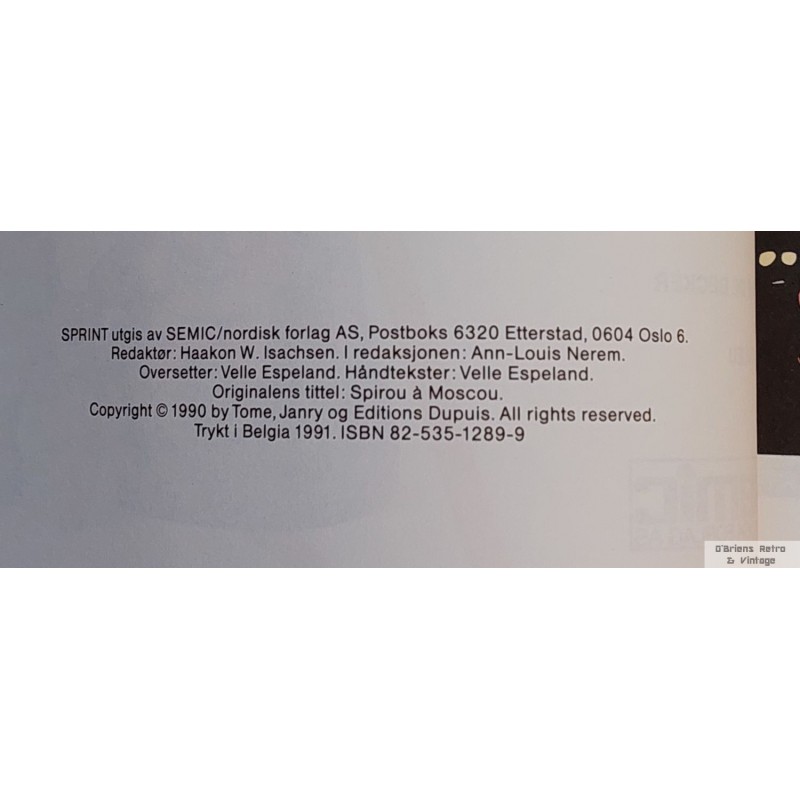 SPRINT utgis av SEMIC/nordisk forlag AS, Postboks 6320 Etterstad, 0604 Oslo 6.
Redaktør: Haakon W. Isachsen. I redaksjonen: Ann-Louis Nerem.
Oversetter: Velle Espeland. Håndtekster: Velle Espeland.
Originalens tittel: Spirou à Moscou.
Copyright © 1990 by Tome, Janry og Editions Dupuis. All rights reserved.
Trykt i Belgia 1991. ISBN 82-535-1289-9
O'Briens Retro
& Vintage